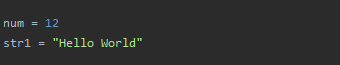 num = 12
str1 = "Hello World"